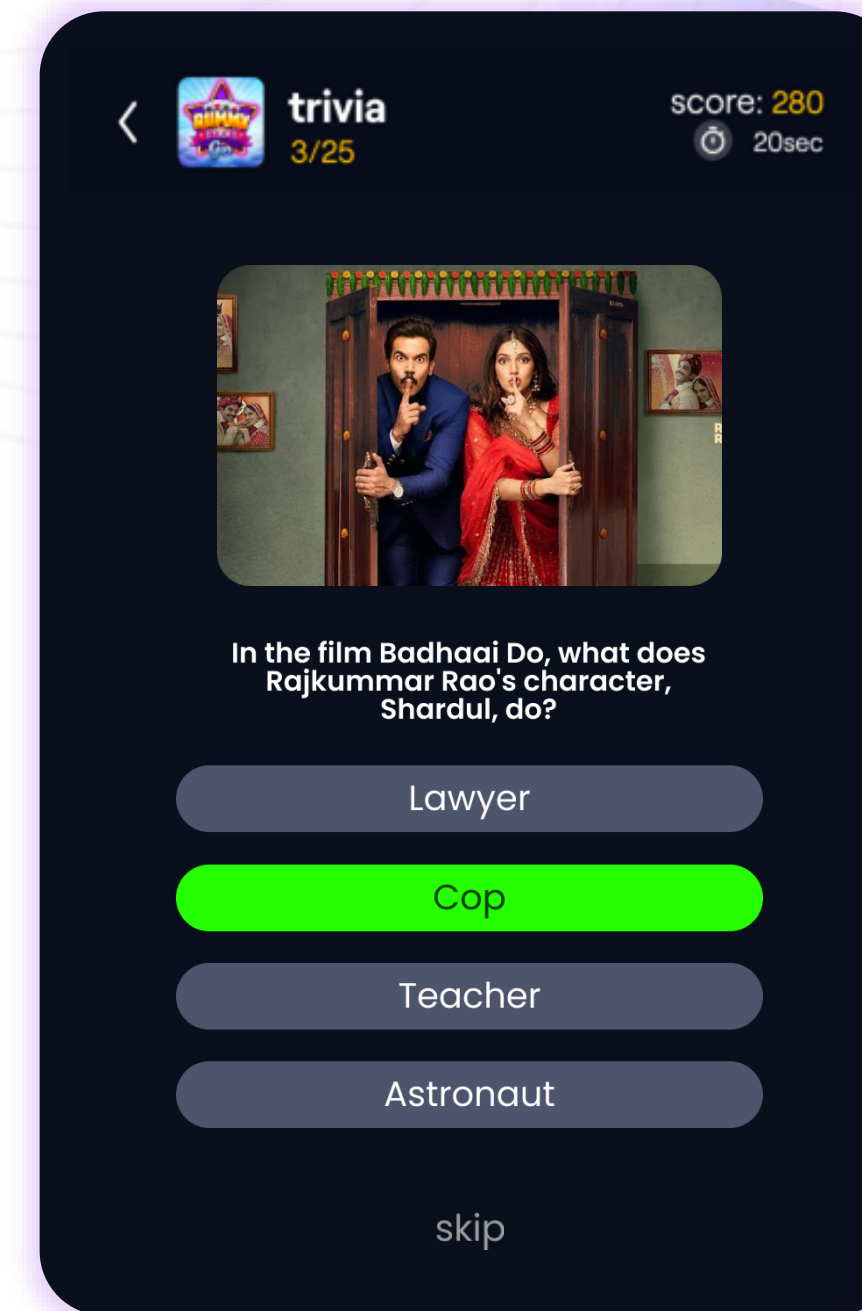 trivia
3/25
score: 280
20sec
In the film Badhaai Do, what does
Rajkummar Rao's character,
Shardul, do?
Lawyer
Cop
Teacher
Astronaut
skip